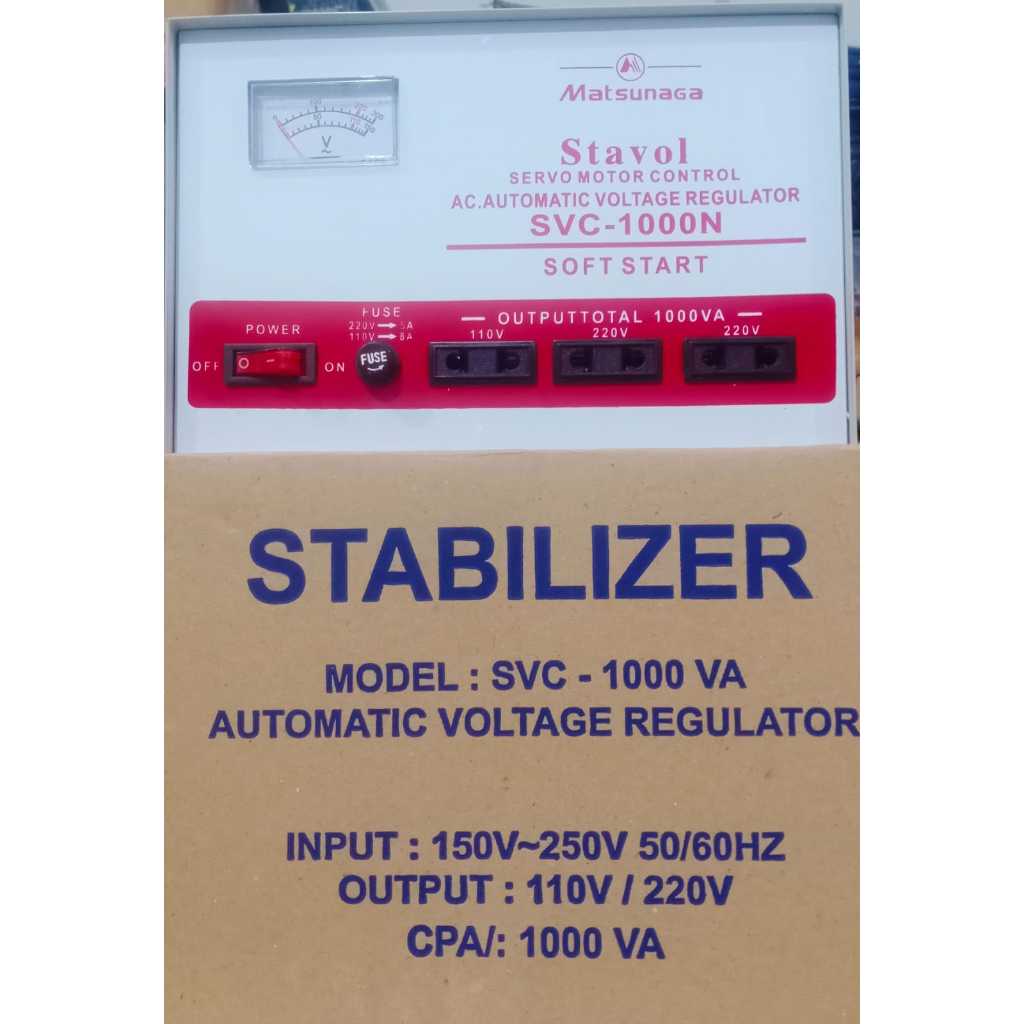 Matsunaga
Stavol
SERVO MOTOR CONTROL
AC.AUTOMATIC VOLTAGE REGULATOR
SVC-1000N
SOFT START
V
POWER
OFF
ON
FUSE
220V → 5A
110V → 8A
FUSE
OUTPUTTOTAL 1000VA
110V
220V
220V
STABILIZER
MODEL : SVC - 1000 VA
AUTOMATIC VOLTAGE REGULATOR
INPUT : 150V~250V 50/60HZ
OUTPUT : 110V / 220V
CPA/: 1000 VA